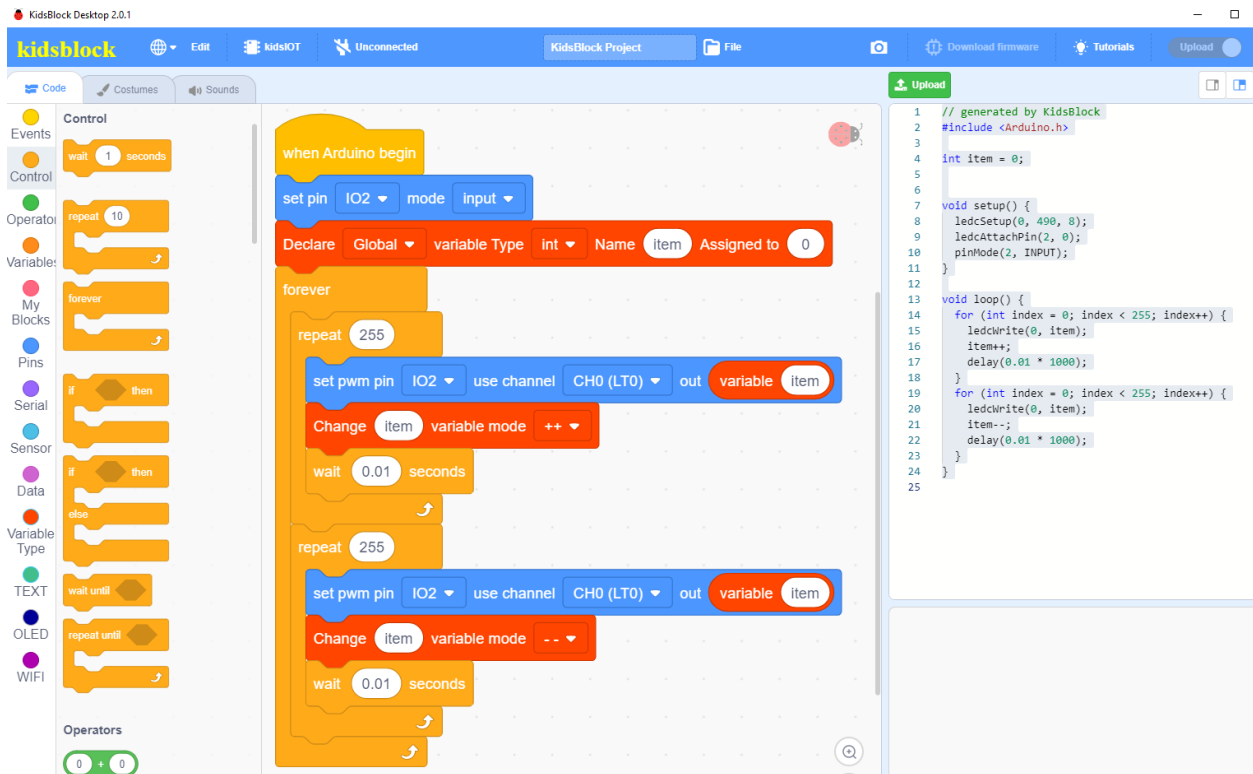 KidsBlock Desktop 2.0.1
kidsblock Edit kidsIOT Unconnected KidsBlock Project File Download firmware Tutorials Upload
Code Costumes Sounds
Upload
Events
Control
Operator
Variables
My
Blocks
Pins
Serial
Sensor
Data
Variable
Type
TEXT
OLED
WIFI
Control
wait 1 seconds
repeat 10
forever
if then
if then
else
wait until
repeat until
Operators
0 + 0
when Arduino begin
set pin IO2 mode input
Declare Global variable Type int Name item Assigned to 0
forever
repeat 255
set pwm pin IO2 use channel CH0 (LT0) out variable item
Change item variable mode ++
wait 0.01 seconds
repeat 255
set pwm pin IO2 use channel CH0 (LT0) out variable item
Change item variable mode --
wait 0.01 seconds
1 // generated by KidsBlock
2 #include <Arduino.h>
3
4 int item = 0;
5
6
7 void setup() {
8 ledcSetup(0, 490, 8);
9 ledcAttachPin(2, 0);
10 pinMode(2, INPUT);
11 }
12
13 void loop() {
14 for (int index = 0; index < 255; index++) {
15 ledcWrite(0, item);
16 item++;
17 delay(0.01 * 1000);
18 }
19 for (int index = 0; index < 255; index++) {
20 ledcWrite(0, item);
21 item--;
22 delay(0.01 * 1000);
23 }
24 }
25